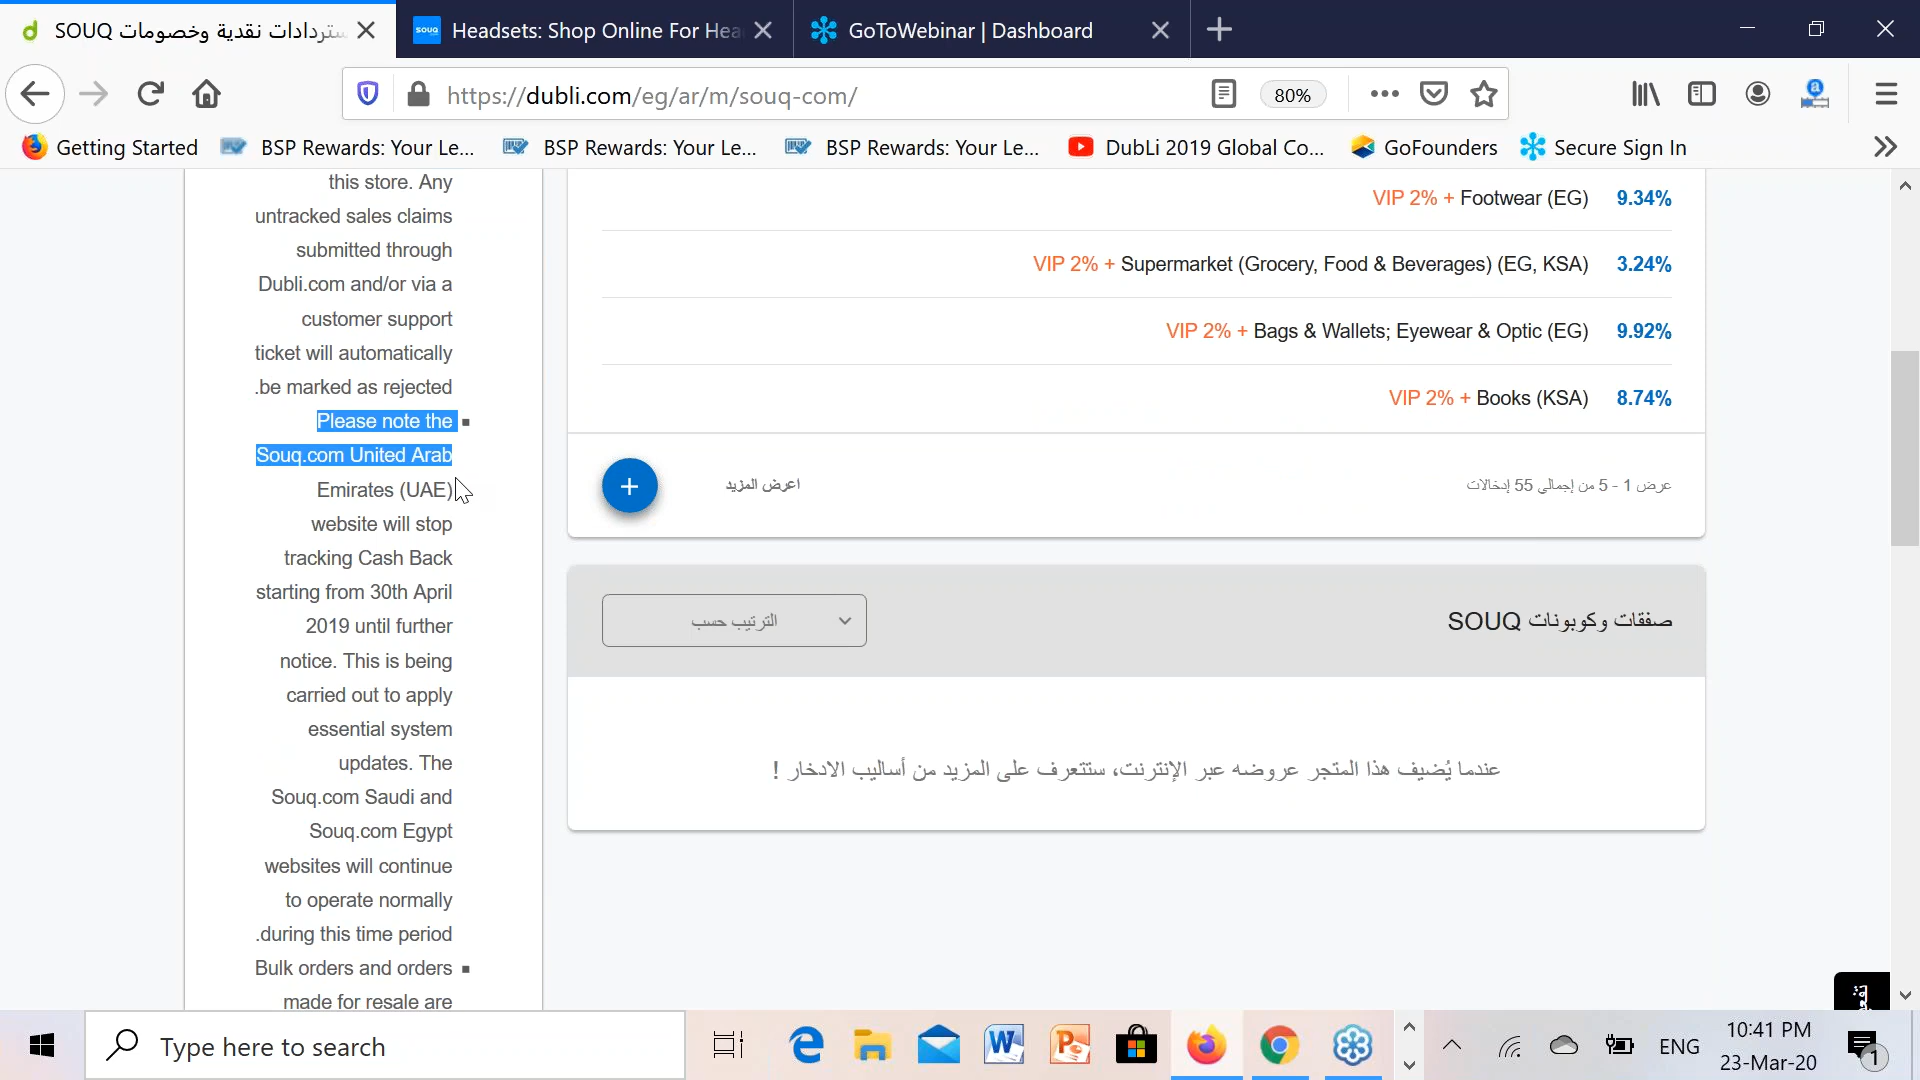 SOUQ ستردادات نقدية وخصومات
Headsets: Shop Online For Hea
GoToWebinar | Dashboard
https://dubli.com/eg/ar/m/souq-com/
80%
Getting Started
BSP Rewards: Your Le...
BSP Rewards: Your Le...
BSP Rewards: Your Le...
DubLi 2019 Global Co...
GoFounders
Secure Sign In
this store. Any
untracked sales claims
submitted through
Dubli.com and/or via a
customer support
ticket will automatically
.be marked as rejected
Please note the
Souq.com United Arab
Emirates (UAE)
website will stop
tracking Cash Back
starting from 30th April
2019 until further
notice. This is being
carried out to apply
essential system
updates. The
Souq.com Saudi and
Souq.com Egypt
websites will continue
to operate normally
.during this time period
Bulk orders and orders
made for resale are
VIP 2% + Footwear (EG) 9.34%
VIP 2% + Supermarket (Grocery, Food & Beverages) (EG, KSA) 3.24%
VIP 2% + Bags & Wallets; Eyewear & Optic (EG) 9.92%
VIP 2% + Books (KSA) 8.74%
عرض 1 - 5 من إجمالي 55 إدخالات
اعرض المزيد
صفقات وكوبونات SOUQ
الترتيب حسب
عندما يُضيف هذا المتجر عروضه عبر الإنترنت، ستتعرف على المزيد من أساليب الادخار !
Type here to search
ENG
10:41 PM
23-Mar-20
1